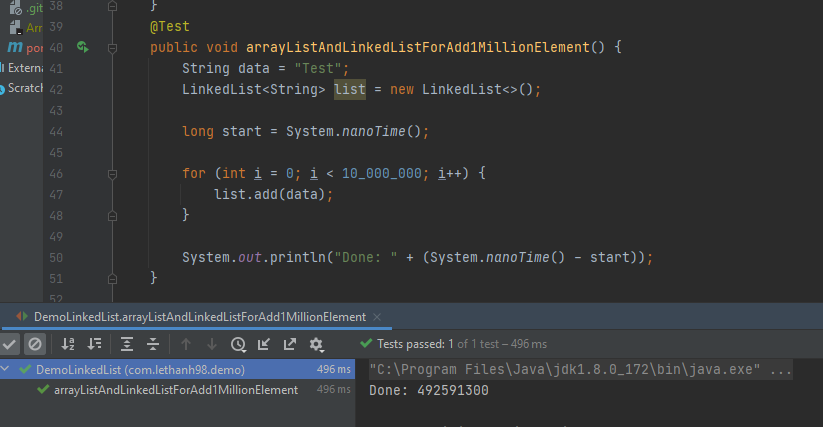 .git
Arr
por
External
Scratch
38 }
39 @Test
40 public void arrayListAndLinkedListForAdd1MillionElement() {
41 String data = "Test";
42 LinkedList<String> list = new LinkedList<>();
43
44 long start = System.nanoTime();
45
46 for (int i = 0; i < 10_000_000; i++) {
47 list.add(data);
48 }
49
50 System.out.println("Done: " + (System.nanoTime() - start));
51 }
52
DemoLinkedList.arrayListAndLinkedListForAdd1MillionElement ×
Tests passed: 1 of 1 test – 496 ms
DemoLinkedList (com.lethanh98.demo) 496 ms
arrayListAndLinkedListForAdd1MillionElement 496 ms
"C:\Program Files\Java\jdk1.8.0_172\bin\java.exe" ...
Done: 492591300